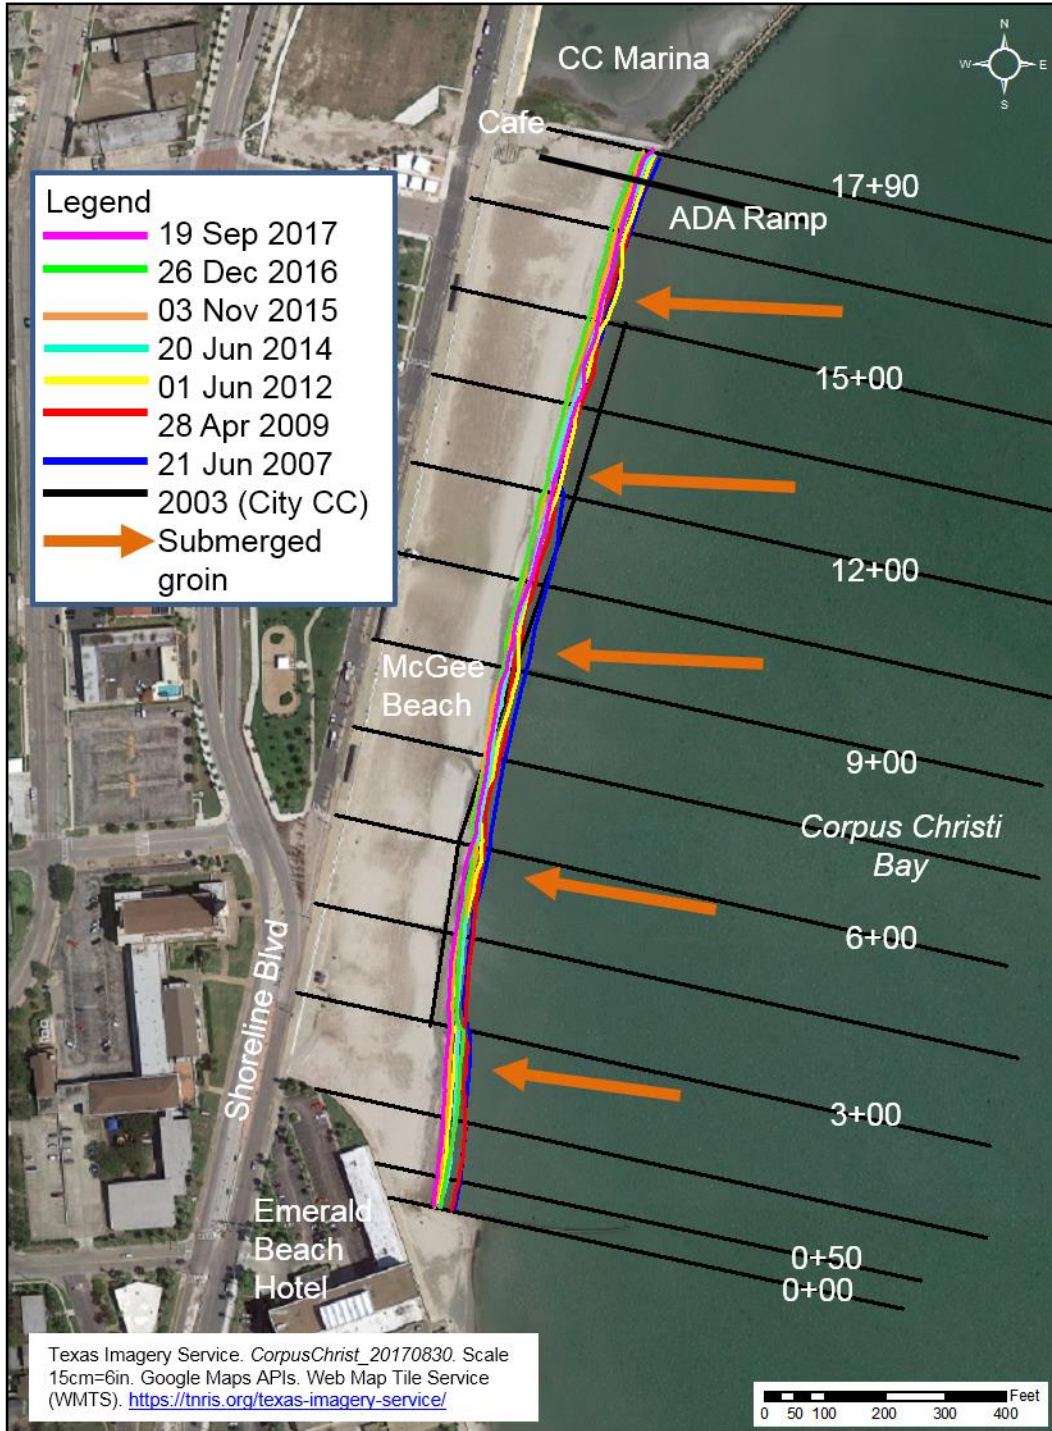 CC Marina
N
W
E
S
Cafe
17+90
ADA Ramp
Legend
19 Sep 2017
26 Dec 2016
03 Nov 2015
20 Jun 2014
01 Jun 2012
28 Apr 2009
21 Jun 2007
2003 (City CC)
Submerged
groin
15+00
12+00
McGee
Beach
9+00
Corpus Christi
Bay
6+00
Shoreline Blvd
3+00
Emerald
Beach
Hotel
0+50
0+00
Texas Imagery Service. CorpusChrist_20170830. Scale
15cm=6in. Google Maps APIs. Web Map Tile Service
(WMTS). https://tnris.org/texas-imagery-service/
Feet
0 50 100 200 300 400